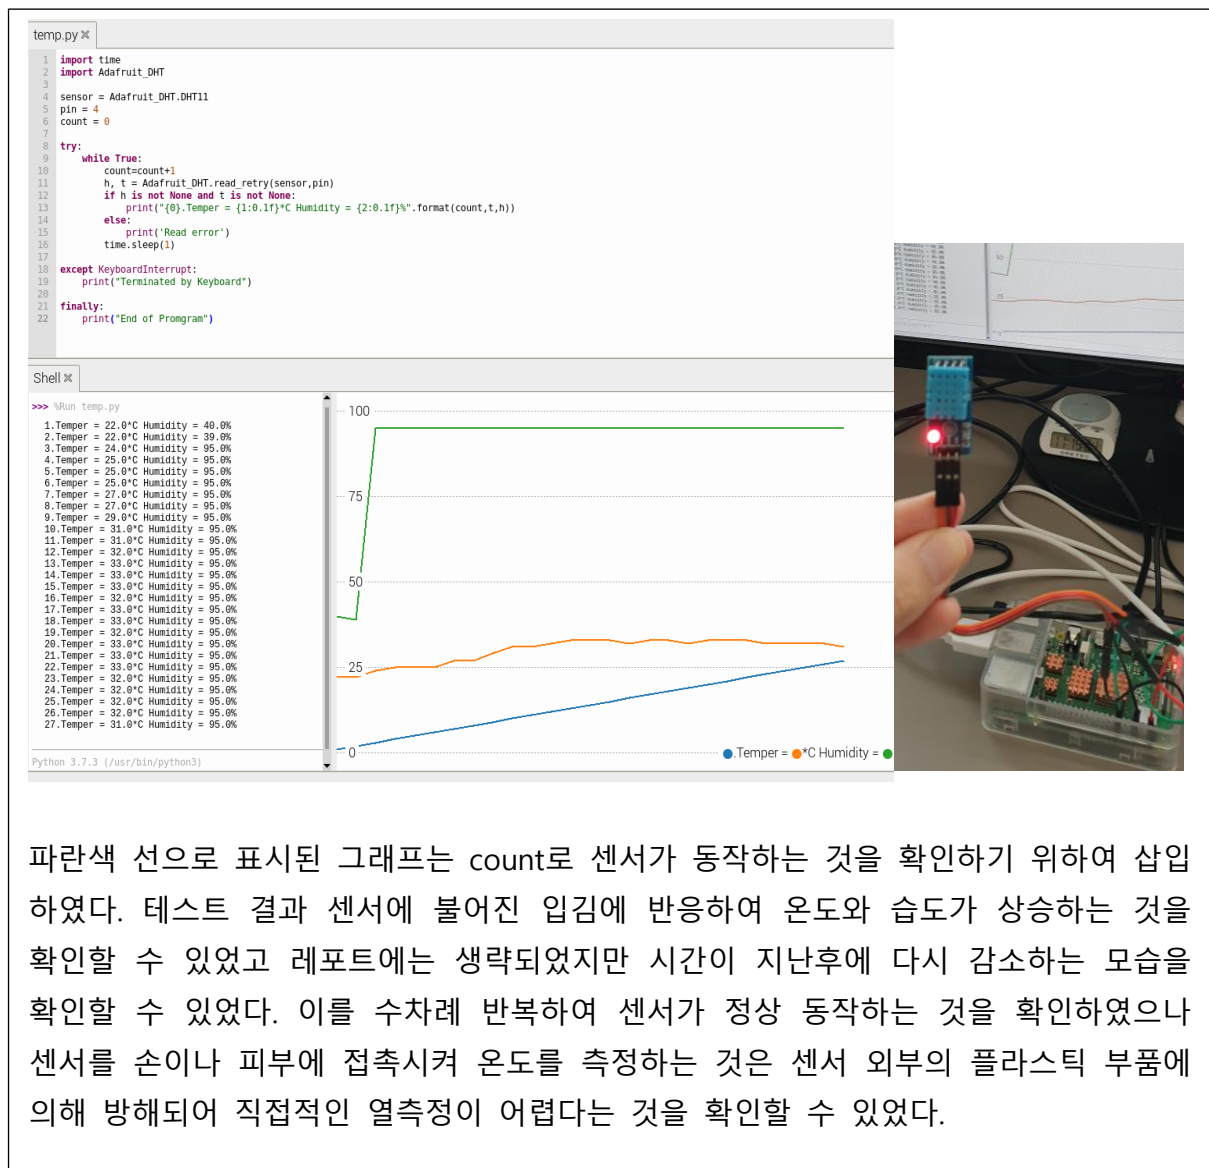 temp.py
1 import time
2 import Adafruit_DHT
3
4 sensor = Adafruit_DHT.DHT11
5 pin = 4
6 count = 0
7
8 try:
9 while True:
10 count=count+1
11 h, t = Adafruit_DHT.read_retry(sensor,pin)
12 if h is not None and t is not None:
13 print("{0}.Temper = {1:0.1f}*C Humidity = {2:0.1f}%".format(count,t,h))
14 else:
15 print('Read error')
16 time.sleep(1)
17
18 except KeyboardInterrupt:
19 print("Terminated by Keyboard")
20
21 finally:
22 print("End of Promgram")
Shell
>>> %Run temp.py
1.Temper = 22.0*C Humidity = 40.0%
2.Temper = 22.0*C Humidity = 39.0%
3.Temper = 24.0*C Humidity = 95.0%
4.Temper = 25.0*C Humidity = 95.0%
5.Temper = 25.0*C Humidity = 95.0%
6.Temper = 25.0*C Humidity = 95.0%
7.Temper = 27.0*C Humidity = 95.0%
8.Temper = 27.0*C Humidity = 95.0%
9.Temper = 29.0*C Humidity = 95.0%
10.Temper = 31.0*C Humidity = 95.0%
11.Temper = 31.0*C Humidity = 95.0%
12.Temper = 32.0*C Humidity = 95.0%
13.Temper = 33.0*C Humidity = 95.0%
14.Temper = 33.0*C Humidity = 95.0%
15.Temper = 33.0*C Humidity = 95.0%
16.Temper = 32.0*C Humidity = 95.0%
17.Temper = 33.0*C Humidity = 95.0%
18.Temper = 33.0*C Humidity = 95.0%
19.Temper = 32.0*C Humidity = 95.0%
20.Temper = 33.0*C Humidity = 95.0%
21.Temper = 33.0*C Humidity = 95.0%
22.Temper = 33.0*C Humidity = 95.0%
23.Temper = 32.0*C Humidity = 95.0%
24.Temper = 32.0*C Humidity = 95.0%
25.Temper = 32.0*C Humidity = 95.0%
26.Temper = 32.0*C Humidity = 95.0%
27.Temper = 31.0*C Humidity = 95.0%
Python 3.7.3 (/usr/bin/python3)
100
75
50
25
0
.Temper = *C Humidity =
50
25
0
파란색 선으로 표시된 그래프는 count로 센서가 동작하는 것을 확인하기 위하여 삽입
하였다. 테스트 결과 센서에 불어진 입김에 반응하여 온도와 습도가 상승하는 것을
확인할 수 있었고 레포트에는 생략되었지만 시간이 지난후에 다시 감소하는 모습을
확인할 수 있었다. 이를 수차례 반복하여 센서가 정상 동작하는 것을 확인하였으나
센서를 손이나 피부에 접촉시켜 온도를 측정하는 것은 센서 외부의 플라스틱 부품에
의해 방해되어 직접적인 열측정이 어렵다는 것을 확인할 수 있었다.